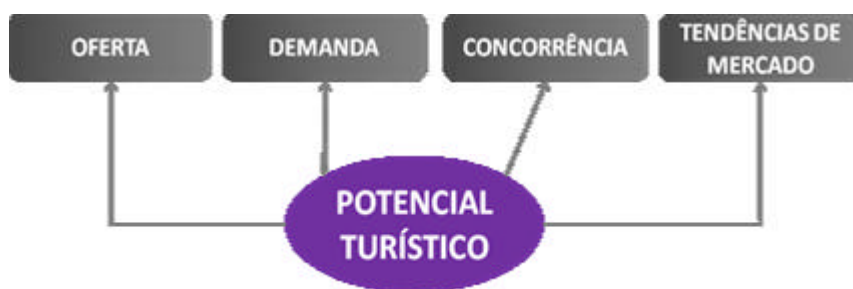 OFERTA
DEMANDA
CONCORRÊNCIA
TENDÊNCIAS DE
MERCADO
POTENCIAL
TURÍSTICO